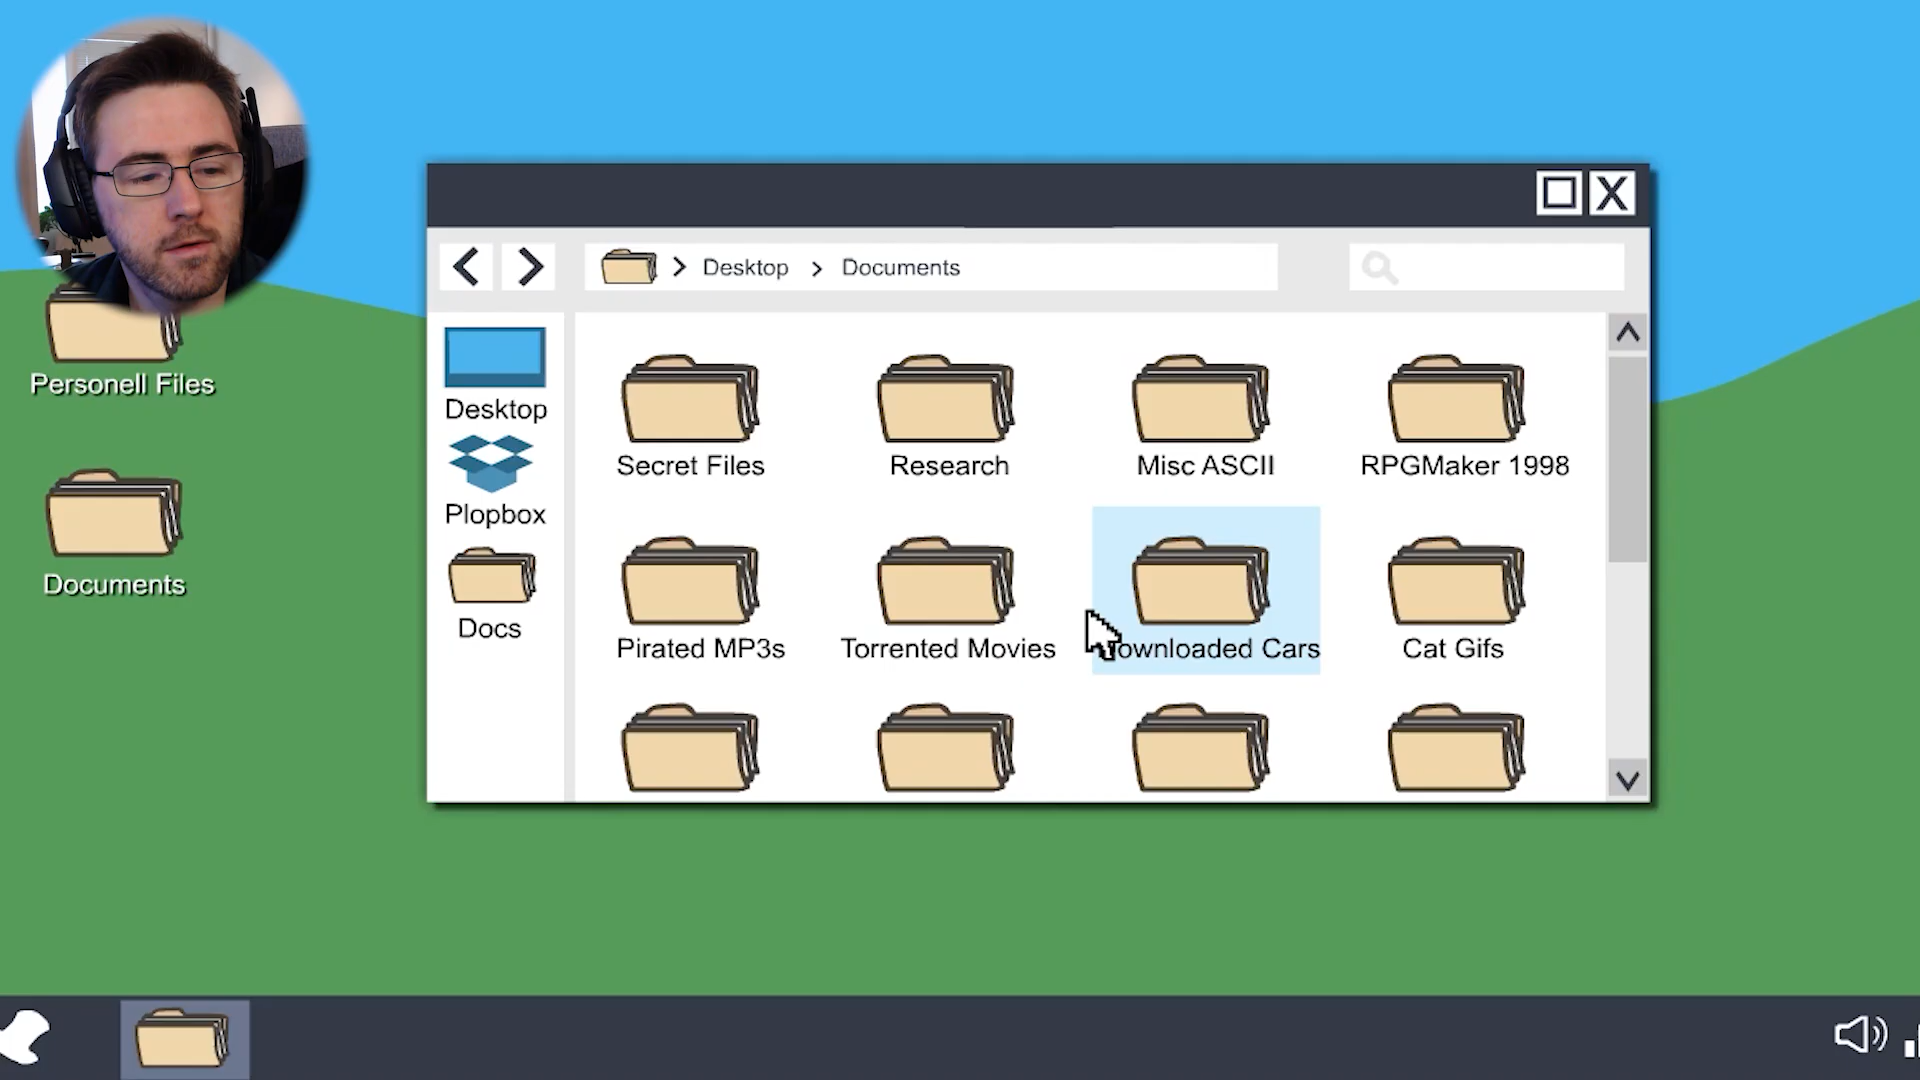 Desktop > Documents
Personell Files
Documents
Desktop
Plopbox
Docs
Secret Files
Research
Misc ASCII
RPGMaker 1998
Pirated MP3s
Torrented Movies
Downloaded Cars
Cat Gifs